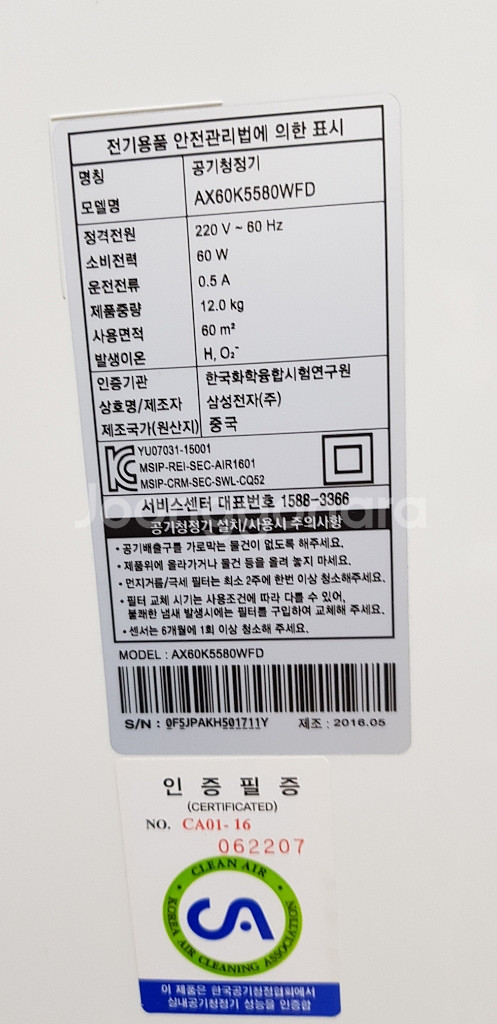 전기용품 안전관리법에 의한 표시
명칭 공기청정기
모델명 AX60K5580WFD
정격전원 220 V ~ 60 Hz
소비전력 60 W
운전전류 0.5 A
제품중량 12.0 kg
사용면적 60 m²
발생이온 H, O₂⁻
인증기관 한국화학융합시험연구원
상호명/제조자 삼성전자(주)
제조국가(원산지) 중국
YU07031-15001
MSIP-REI-SEC-AIR1601
MSIP-CRM-SEC-SWL-CQ52
서비스센터 대표번호 1588-3366
Joonggonara
공기청정기 설치/사용시 주의사항
• 공기배출구를 가로막는 물건이 없도록 해주세요.
• 제품위에 올라가거나 물건 등을 올려 놓지 마세요.
• 먼지거름/극세 필터는 최소 2주에 한번 이상 청소해주세요.
• 필터 교체 시기는 사용조건에 따라 다를 수 있어,
불쾌한 냄새 발생시에는 필터를 구입하여 교체해 주세요.
• 센서는 6개월에 1회 이상 청소해 주세요.
MODEL : AX60K5580WFD
S/N : 0F5JPAKH501711Y 제조 : 2016.05
인 증 필 증
(CERTIFICATED)
NO. CA01- 16
062207
CLEAN AIR
CA
KOREA AIR CLEANING ASSOCIATION
이 제품은 한국공기청정협회에서
실내공기청정기 성능을 인증함